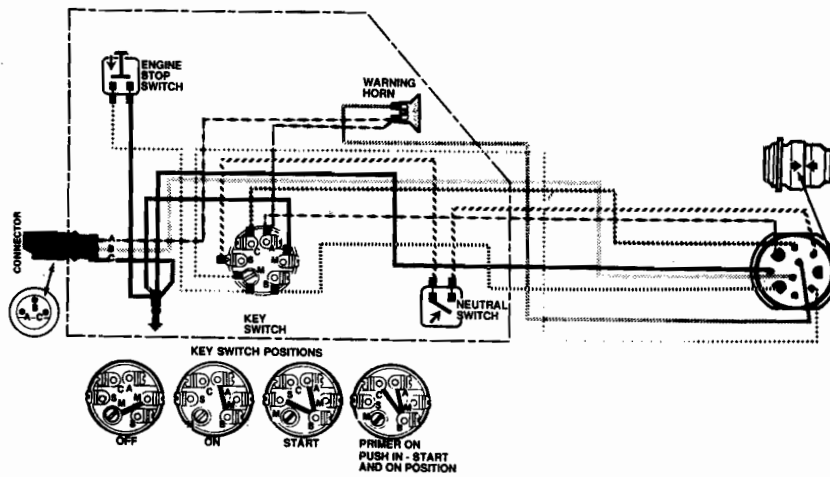 ENGINE
STOP
SWITCH
WARNING
HORN
CONNECTOR
A
B
C
B
A C
C A
S M
M B
KEY
SWITCH
NEUTRAL
SWITCH
KEY SWITCH POSITIONS
C A
S M
M B
OFF
C A
S M
B
ON
C A
S
M B
START
C A
S
M B
PRIMER ON
PUSH IN - START
AND ON POSITION